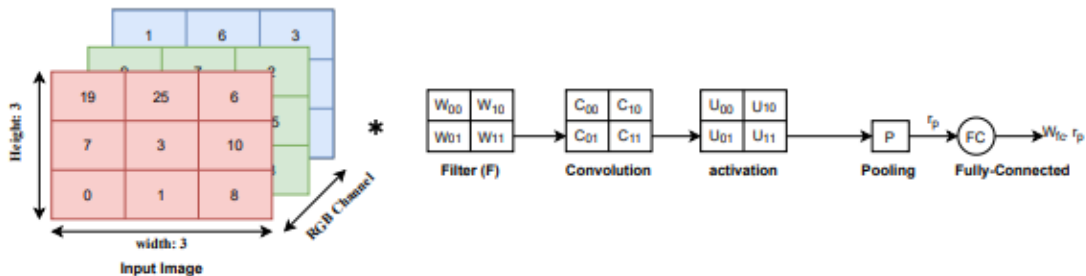 1 6 3
2
19 25 6
7 3 10
0 1 8
Height: 3
width: 3
RGB Channel
Input Image
*
W00 W10
W01 W11
Filter (F)
C00 C10
C01 C11
Convolution
U00 U10
U01 U11
activation
P
Pooling
rp
FC
Fully-Connected
Wfc. rp